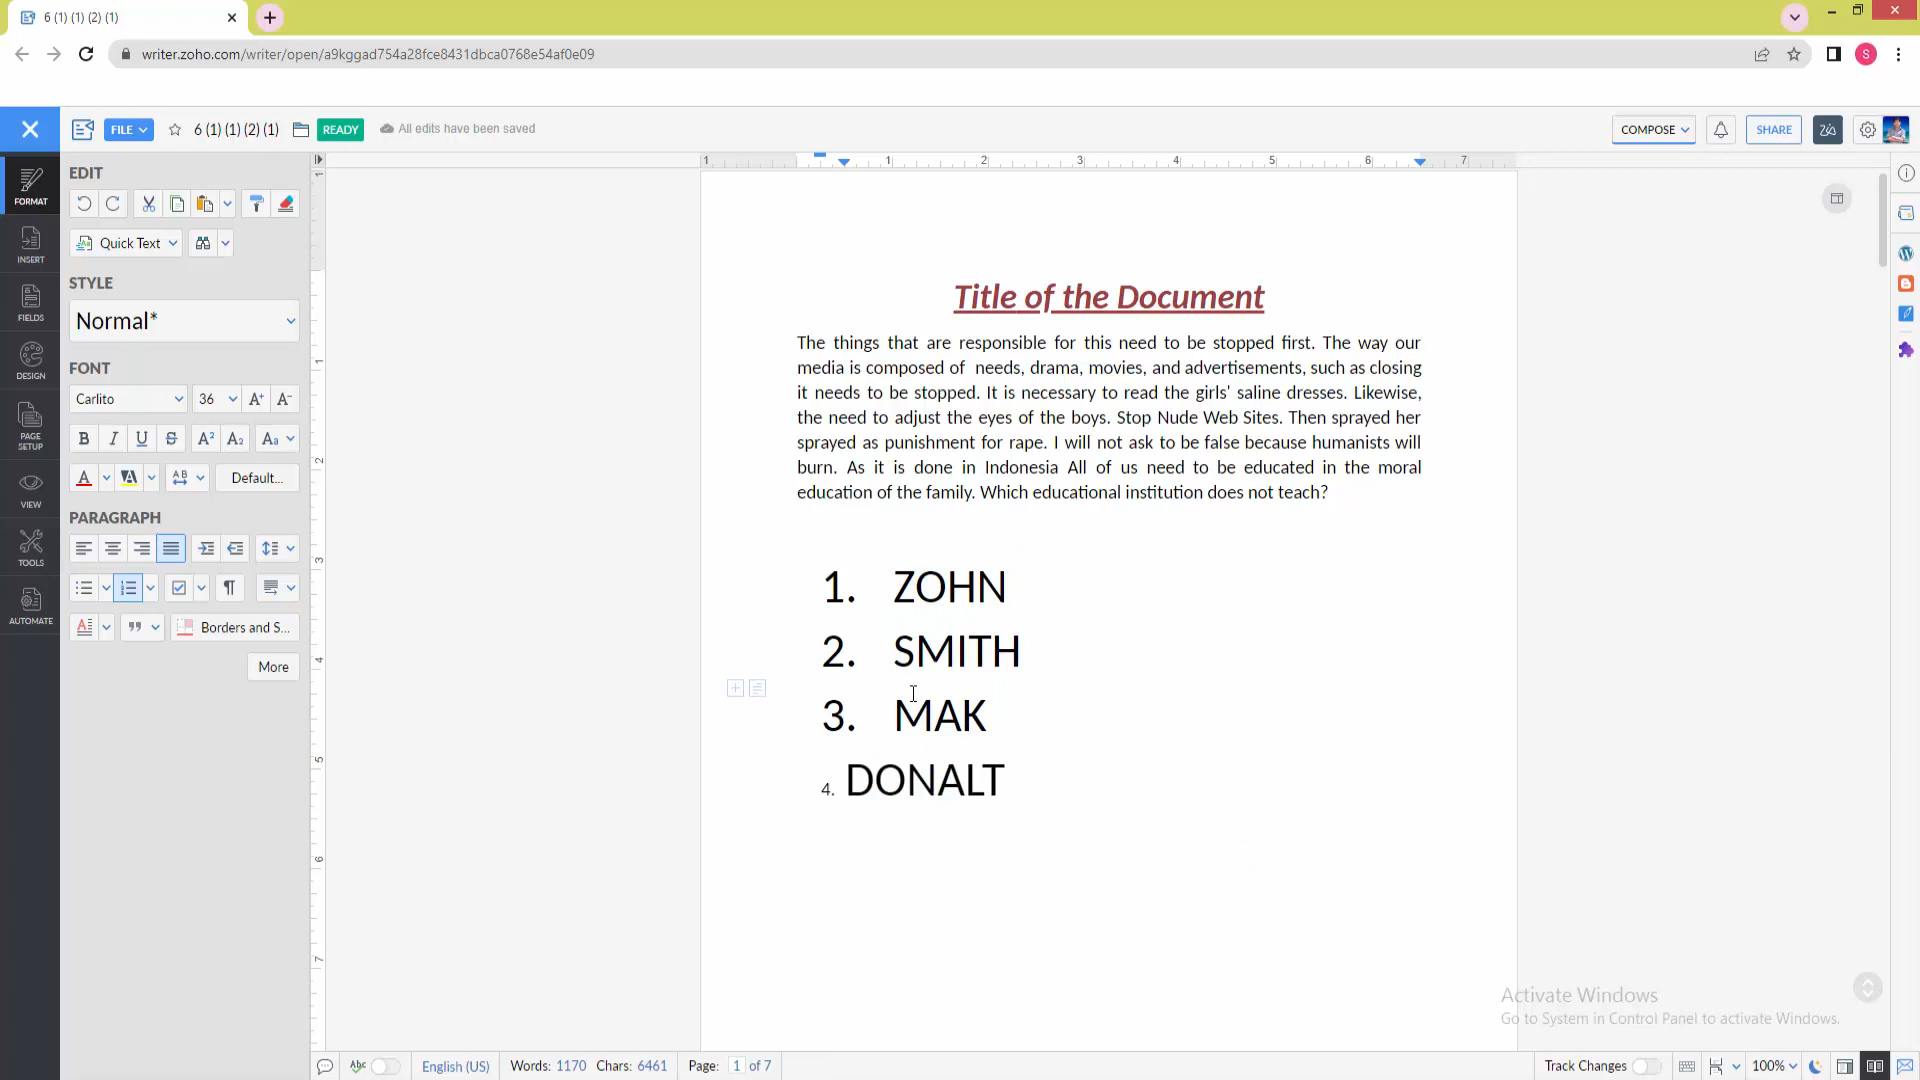 6 (1) (1) (2) (1)
writer.zoho.com/writer/open/a9kggad754a28fce8431dbca0768e54af0e09
S
FILE
6 (1) (1) (2) (1)
READY
All edits have been saved
COMPOSE
SHARE
FORMAT
INSERT
FIELDS
DESIGN
PAGE SETUP
VIEW
TOOLS
AUTOMATE
EDIT
Quick Text
STYLE
Normal*
FONT
Carlito
36
Default...
PARAGRAPH
Borders and S...
More
1 1 2 3 4 5 6 7
Title of the Document
The things that are responsible for this need to be stopped first. The way our
media is composed of  needs, drama, movies, and advertisements, such as closing
it needs to be stopped. It is necessary to read the girls' saline dresses. Likewise,
the need to adjust the eyes of the boys. Stop Nude Web Sites. Then sprayed her
sprayed as punishment for rape. I will not ask to be false because humanists will
burn. As it is done in Indonesia All of us need to be educated in the moral
education of the family. Which educational institution does not teach?
1. ZOHN
2. SMITH
3. MAK
4. DONALT
Activate Windows
Go to System in Control Panel to activate Windows.
Abc
English (US)
Words: 1170 Chars: 6461
Page: 1 of 7
Track Changes
100%